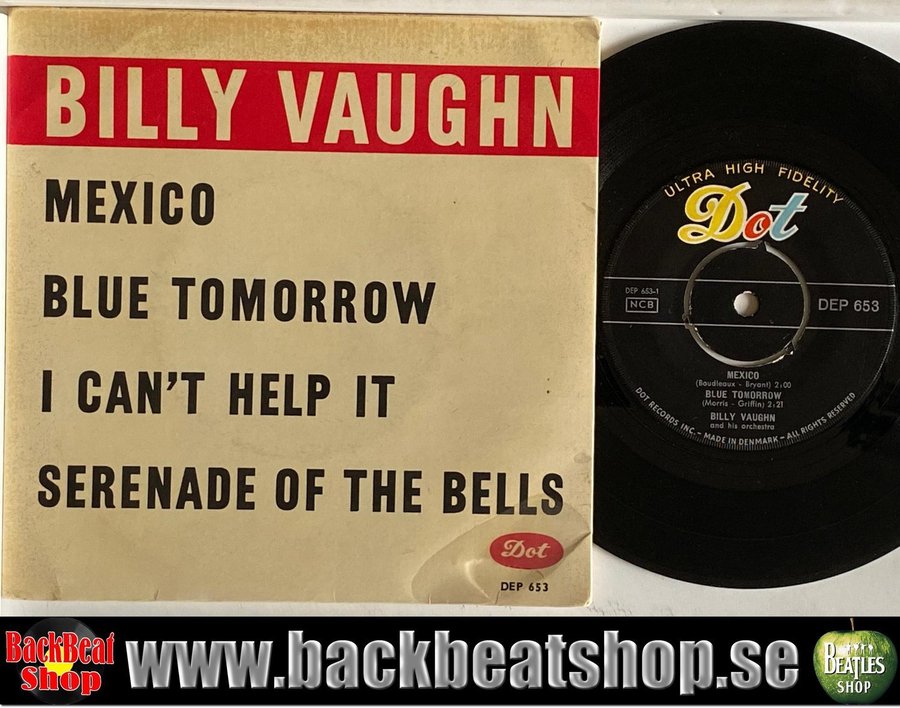 BILLY VAUGHN
MEXICO
BLUE TOMORROW
I CAN'T HELP IT
SERENADE OF THE BELLS
Dot
DEP 653
ULTRA HIGH FIDELITY
Dot
DEP 653-1
NCB
DEP 653
MEXICO
(Boudleaux - Bryant) 2:00
BLUE TOMORROW
(Morris - Griffin) 2:21
BILLY VAUGHN
and his orchestra
DOT RECORDS INC. - MADE IN DENMARK - ALL RIGHTS RESERVED
BackBeat
Shop
www.backbeatshop.se
BEATLES
SHOP